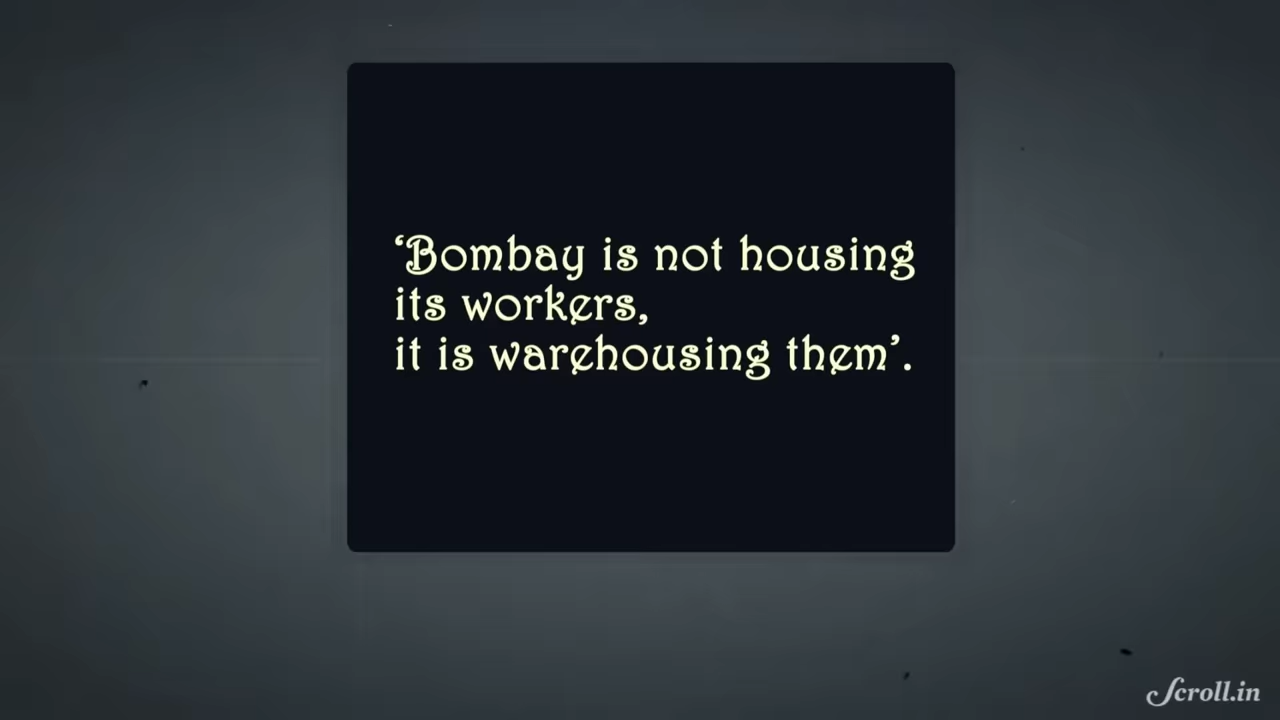 ‘Bombay is not housing
its workers,
it is warehousing them’.
Scroll.in